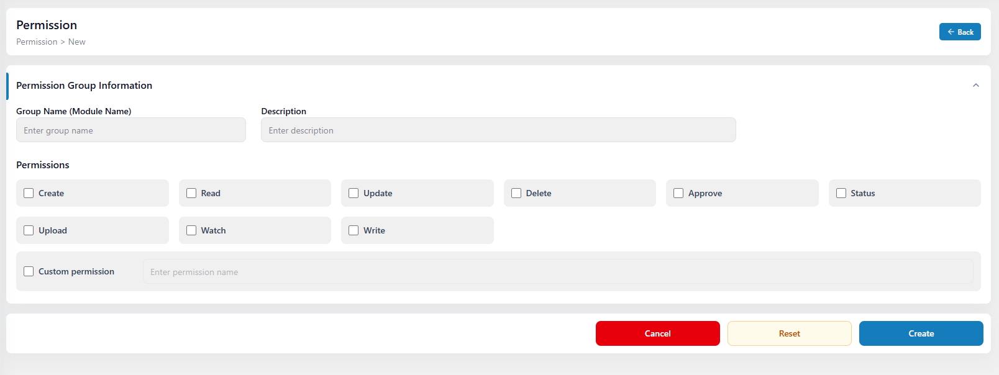 Permission
Permission > New
← Back
Permission Group Information
Group Name (Module Name)
Description
Enter group name
Enter description
Permissions
Create
Read
Update
Delete
Approve
Status
Upload
Watch
Write
Custom permission
Enter permission name
Cancel
Reset
Create